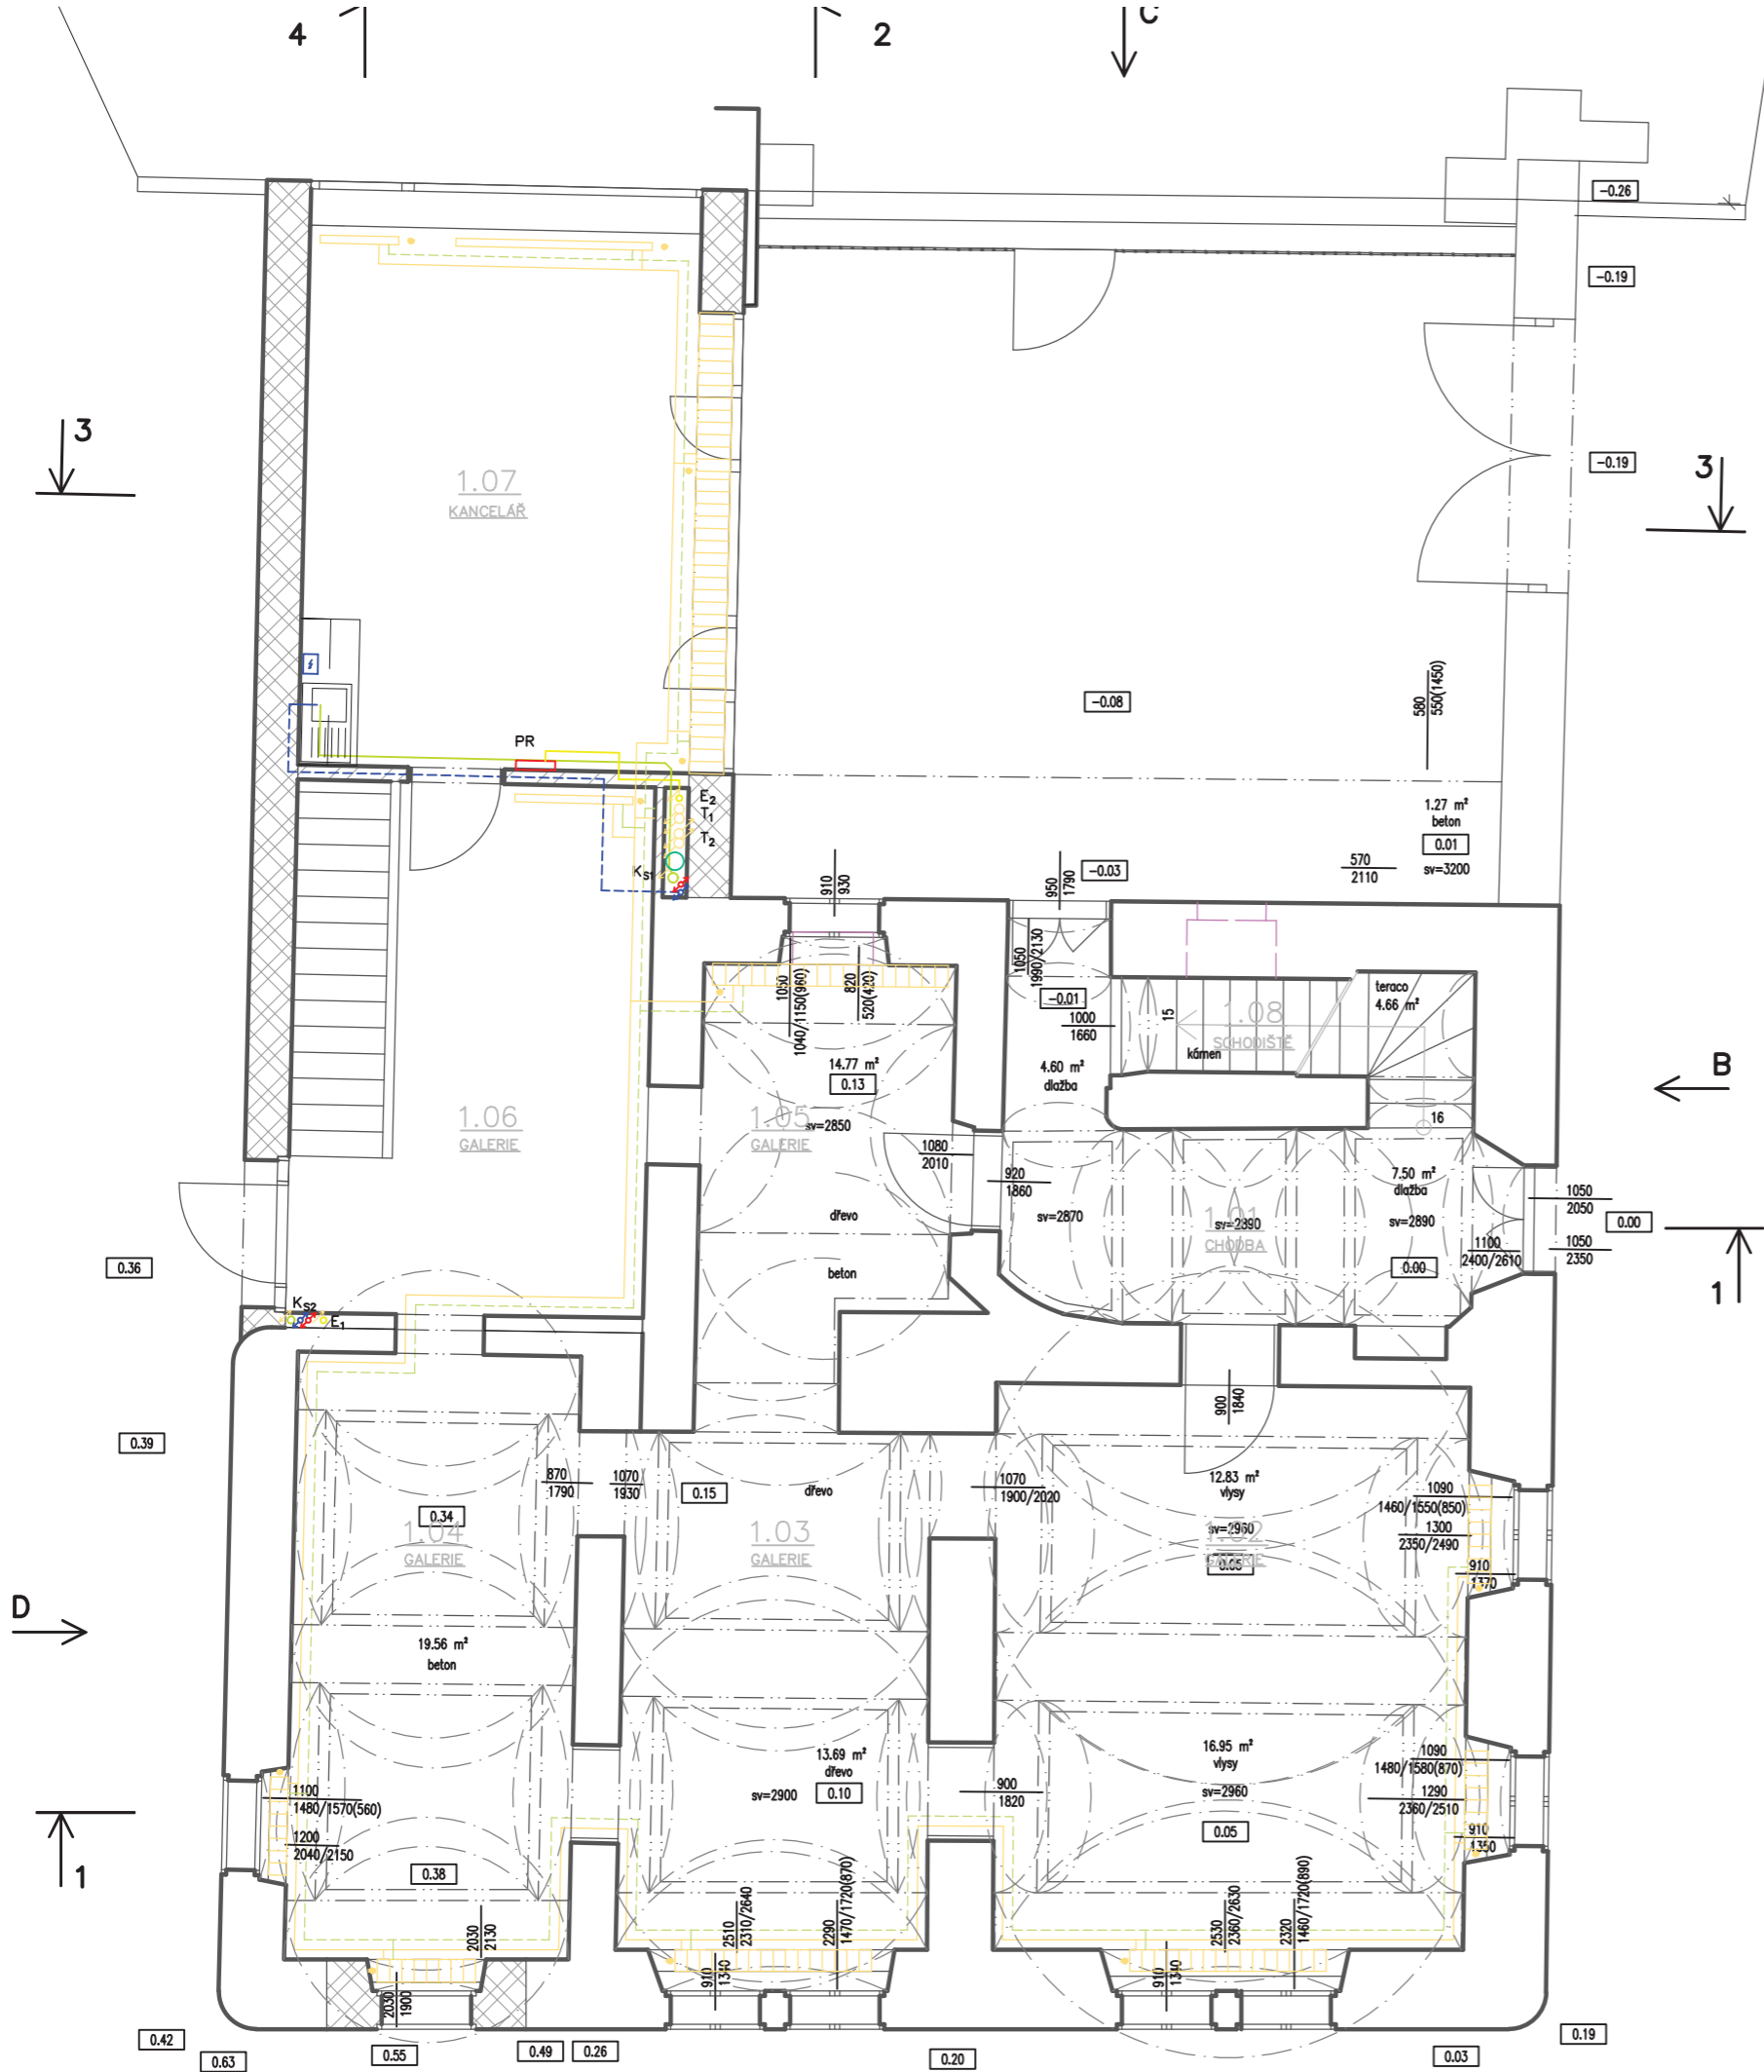 4
2
C
-0.26
-0.19
3
-0.19
3
1.07
KANCELÁŘ
PR
-0.08
580
550(1450)
1.27 m²
beton
0.01
sv=3200
570
2110
E2
T1
T2
KS1
910
930
950
1790
-0.03
1050
1990/2130
-0.01
1000
1660
1050
1040/1150(960)
820
520(420)
15
1.08
SCHODIŠTĚ
kámen
teraco
4.66 m²
16
B
14.77 m²
0.13
4.60 m²
dlažba
1.06
GALERIE
1.05
GALERIE
sv=2850
1080
2010
920
1860
sv=2870
dřevo
beton
1.01
CHODBA
sv=2890
7.50 m²
dlažba
sv=2890
0.00
1100
2400/2610
1050
2050
0.00
1050
2350
1
0.36
KS2
E1
0.39
900
1840
870
1790
1070
1930
0.15
dřevo
1070
1900/2020
12.83 m²
vlysy
sv=2960
1.02
GALERIE
0.05
1090
1460/1550(850)
1300
2350/2490
910
1370
0.34
1.04
GALERIE
1.03
GALERIE
D
19.56 m²
beton
13.69 m²
dřevo
sv=2900
0.10
900
1820
16.95 m²
vlysy
sv=2960
0.05
1090
1480/1580(870)
1290
2360/2510
910
1350
1100
1480/1570(560)
1200
2040/2150
1
0.38
2030
2130
2030
1900
2510
2310/2640
910
1340
2290
1470/1720(870)
2530
2360/2630
910
1340
2320
1460/1720(890)
0.42
0.63
0.55
0.49
0.26
0.20
0.03
0.19